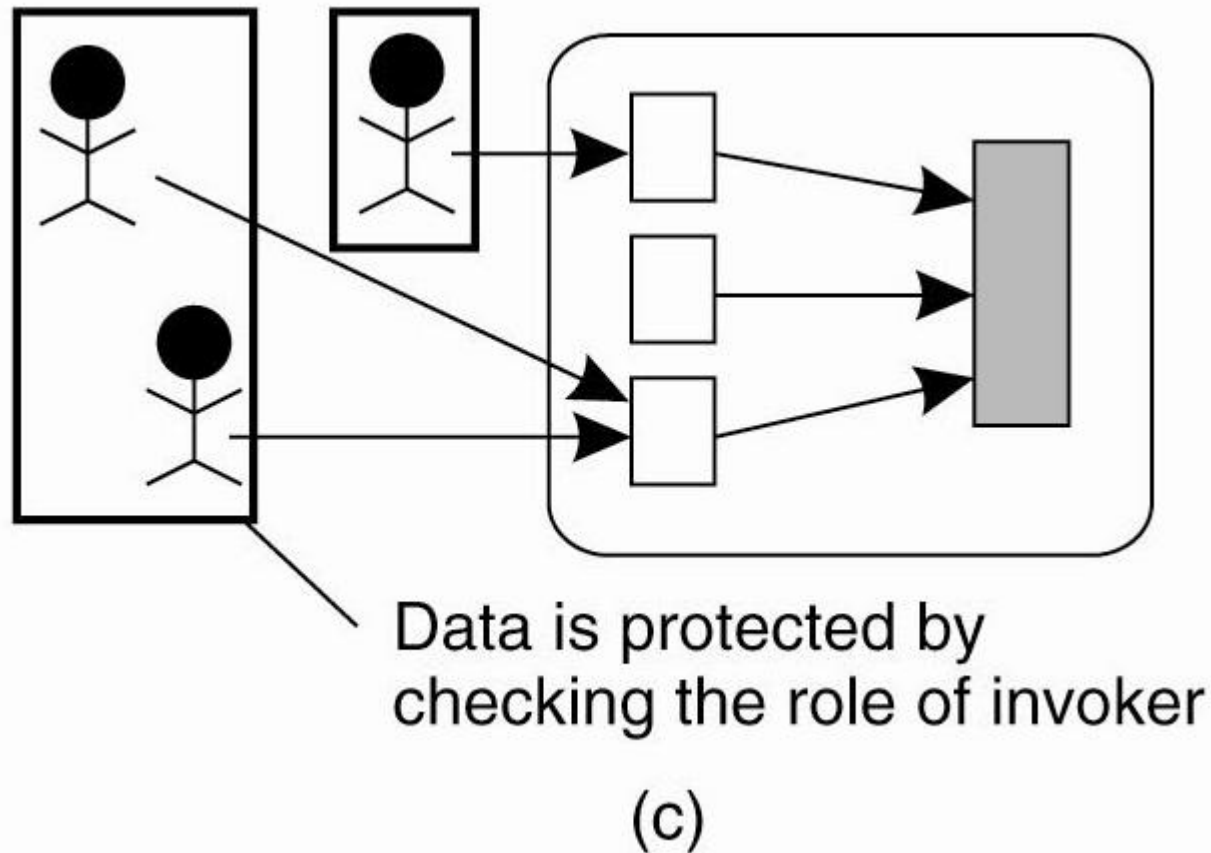 Data is protected by
checking the role of invoker
(c)